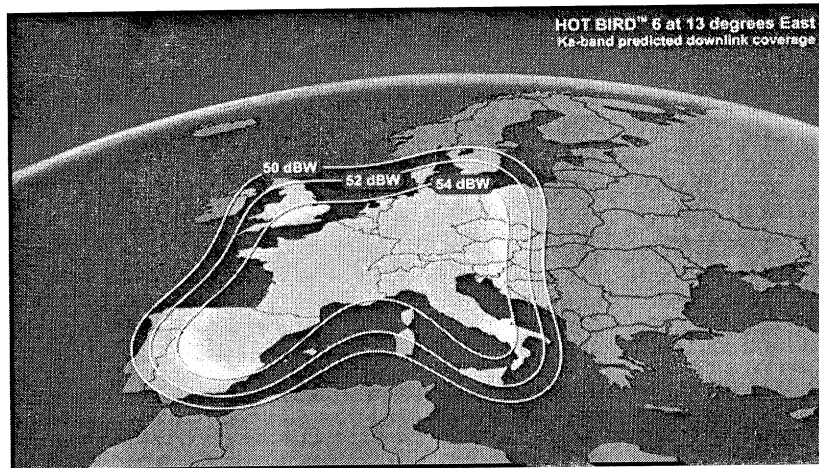 HOT BIRD™ 6 at 13 degrees East
Ka-band predicted downlink coverage
50 dBW
52 dBW
54 dBW